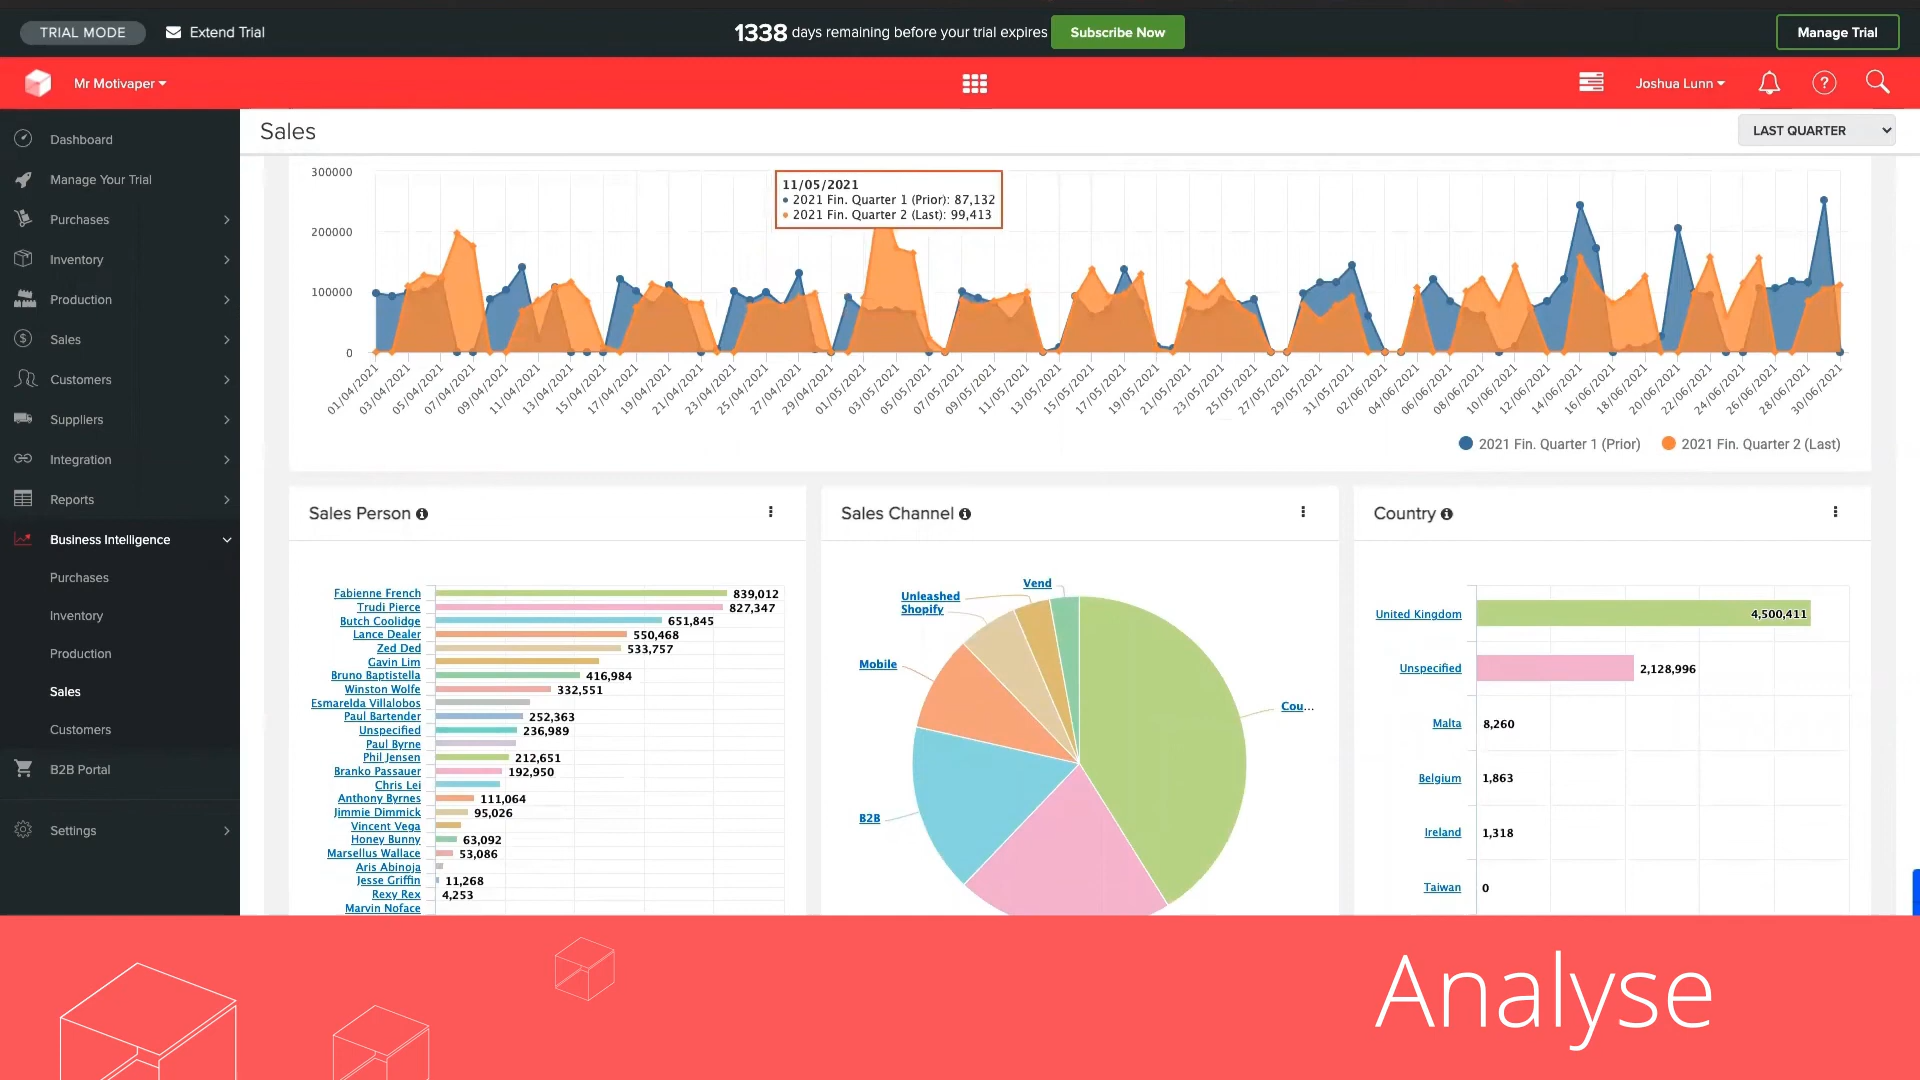 TRIAL MODE
Extend Trial
1338 days remaining before your trial expires
Subscribe Now
Manage Trial
Mr Motivaper
Joshua Lunn
?
Dashboard
Manage Your Trial
Purchases
Inventory
Production
Sales
Customers
Suppliers
Integration
Reports
Business Intelligence
Purchases
Inventory
Production
Sales
Customers
B2B Portal
Settings
Sales
LAST QUARTER
300000
200000
100000
0
11/05/2021
2021 Fin. Quarter 1 (Prior): 87,132
2021 Fin. Quarter 2 (Last): 99,413
01/04/2021
03/04/2021
05/04/2021
07/04/2021
09/04/2021
11/04/2021
13/04/2021
15/04/2021
17/04/2021
19/04/2021
21/04/2021
23/04/2021
25/04/2021
27/04/2021
29/04/2021
01/05/2021
03/05/2021
05/05/2021
07/05/2021
09/05/2021
11/05/2021
13/05/2021
15/05/2021
17/05/2021
19/05/2021
21/05/2021
23/05/2021
25/05/2021
27/05/2021
29/05/2021
31/05/2021
02/06/2021
04/06/2021
06/06/2021
08/06/2021
10/06/2021
12/06/2021
14/06/2021
16/06/2021
18/06/2021
20/06/2021
22/06/2021
24/06/2021
26/06/2021
28/06/2021
30/06/2021
2021 Fin. Quarter 1 (Prior)
2021 Fin. Quarter 2 (Last)
Sales Person
Fabienne French 839,012
Trudi Pierce 827,347
Butch Coolidge 651,845
Lance Dealer 550,468
Zed Ded 533,757
Gavin Lim
Bruno Baptistella 416,984
Winston Wolfe 332,551
Esmarelda Villalobos
Paul Bartender 252,363
Unspecified 236,989
Paul Byrne
Phil Jensen 212,651
Branko Passauer 192,950
Chris Lei
Anthony Byrnes 111,064
Jimmie Dimmick 95,026
Vincent Vega
Honey Bunny 63,092
Marsellus Wallace 53,086
Aris Abinoja
Jesse Griffin 11,268
Rexy Rex 4,253
Marvin Noface
Sales Channel
Vend
Unleashed
Shopify
Mobile
Cou...
B2B
Country
United Kingdom 4,500,411
Unspecified 2,128,996
Malta 8,260
Belgium 1,863
Ireland 1,318
Taiwan 0
Analyse